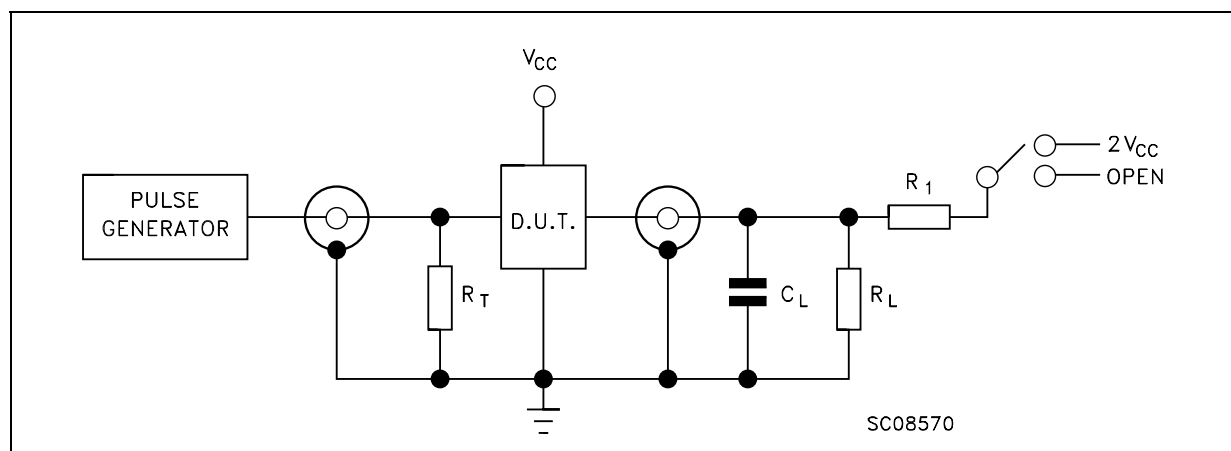 VCC
2VCC
OPEN
R1
PULSE
GENERATOR
D.U.T.
RT
CL
RL
SC08570